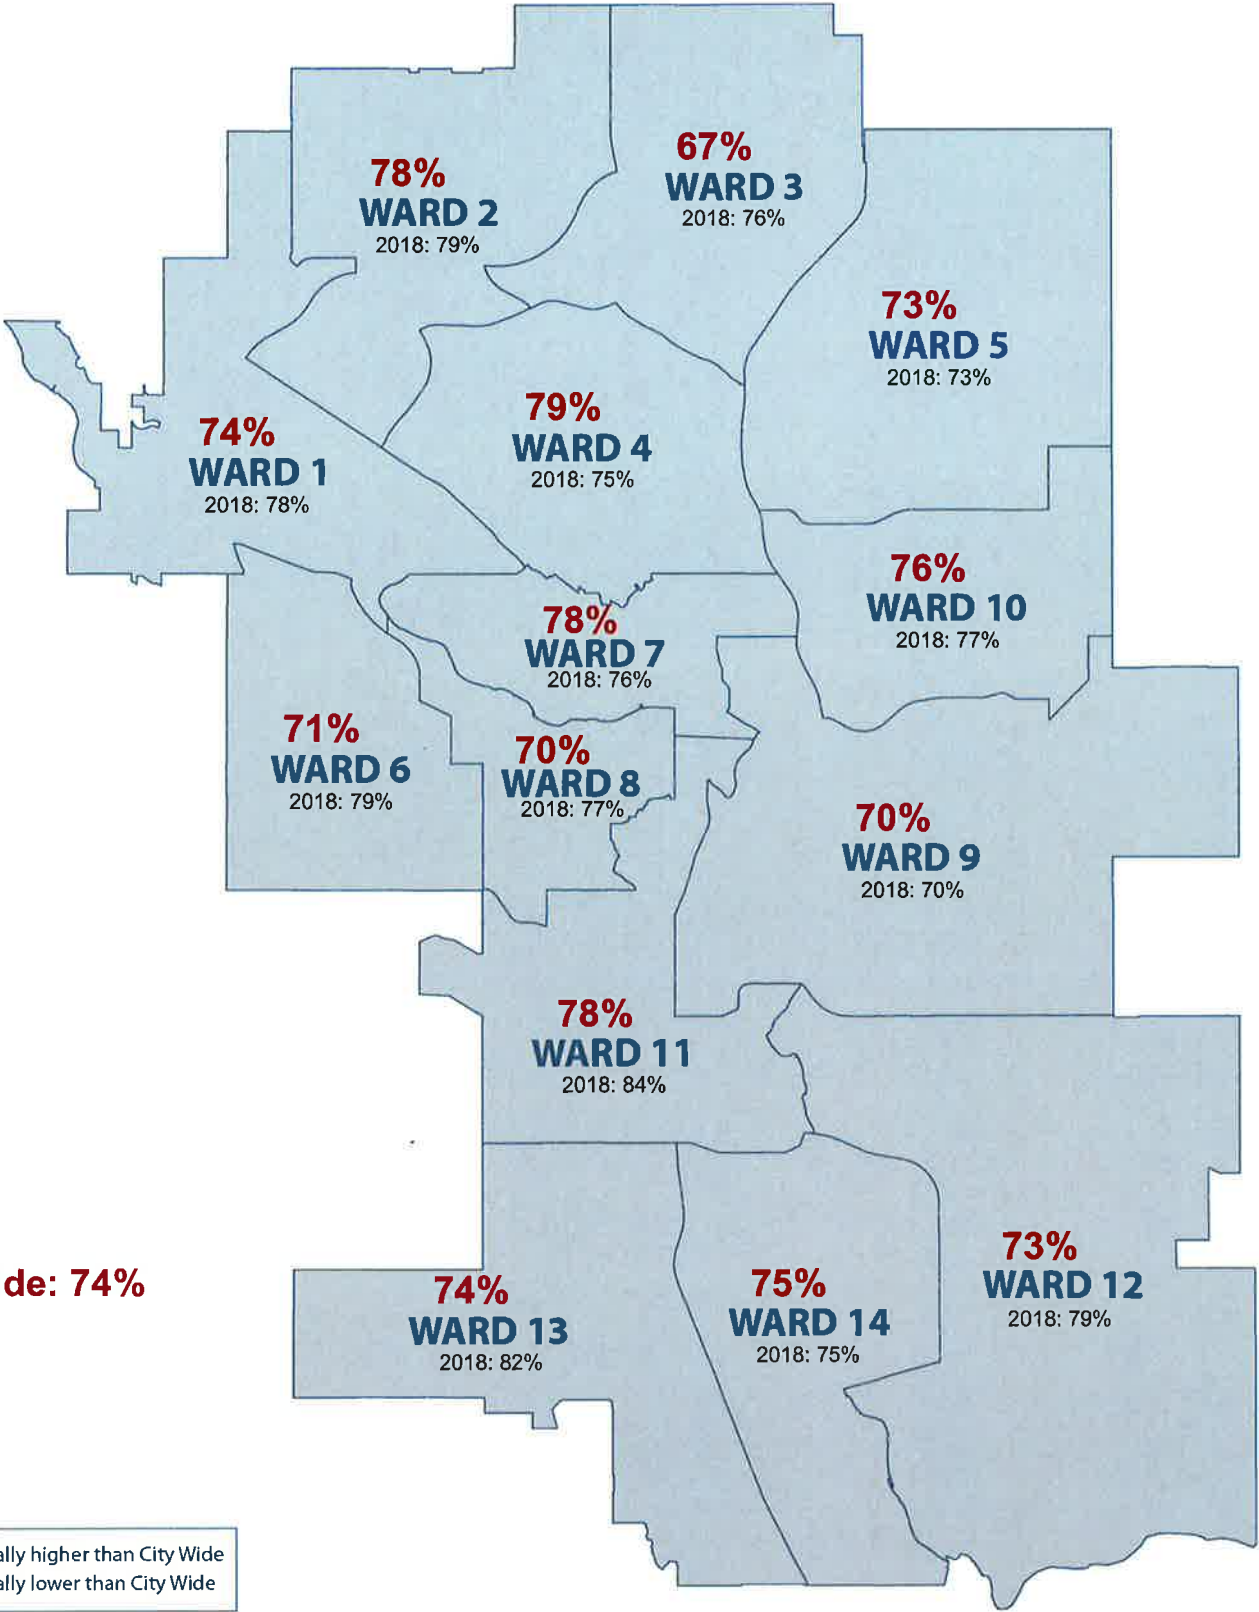 67%
WARD 3
2018: 76%
78%
WARD 2
2018: 79%
73%
WARD 5
2018: 73%
79%
WARD 4
2018: 75%
74%
WARD 1
2018: 78%
76%
WARD 10
2018: 77%
78%
WARD 7
2018: 76%
71%
WARD 6
2018: 79%
70%
WARD 8
2018: 77%
70%
WARD 9
2018: 70%
78%
WARD 11
2018: 84%
73%
WARD 12
2018: 79%
de: 74%
74%
WARD 13
2018: 82%
75%
WARD 14
2018: 75%
ally higher than City Wide
ally lower than City Wide